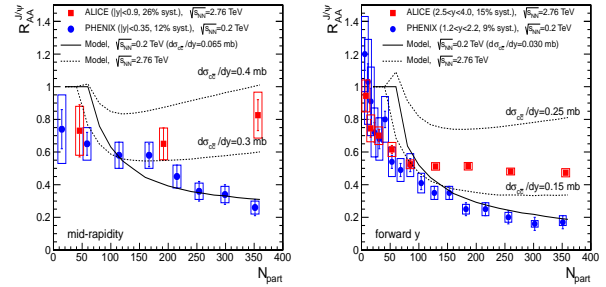 R_AA^J/ψ
1.4
1.2
1
0.8
0.6
0.4
0.2
0
ALICE (|y|<0.9, 26% syst.), √s_NN=2.76 TeV
PHENIX (|y|<0.35, 12% syst.), √s_NN=0.2 TeV
Model, √s_NN=0.2 TeV (dσ_cc̄/dy=0.065 mb)
Model, √s_NN=2.76 TeV
dσ_cc̄/dy=0.4 mb
dσ_cc̄/dy=0.3 mb
mid-rapidity
0 50 100 150 200 250 300 350 400
N_part
R_AA^J/ψ
1.4
1.2
1
0.8
0.6
0.4
0.2
0
ALICE (2.5<y<4.0, 15% syst.), √s_NN=2.76 TeV
PHENIX (1.2<y<2.2, 9% syst.), √s_NN=0.2 TeV
Model, √s_NN=0.2 TeV (dσ_cc̄/dy=0.030 mb)
Model, √s_NN=2.76 TeV
dσ_cc̄/dy=0.25 mb
dσ_cc̄/dy=0.15 mb
forward y
0 50 100 150 200 250 300 350 400
N_part